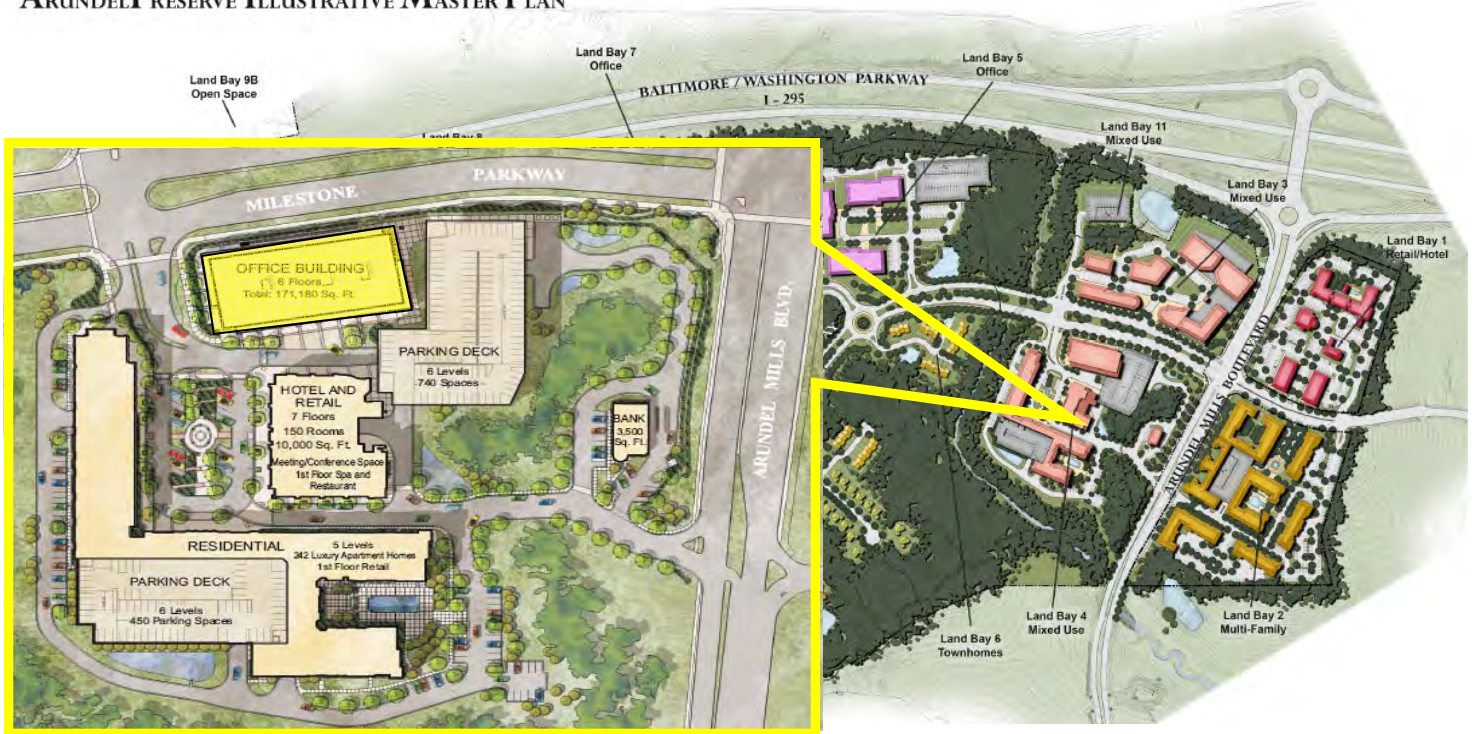 ARUNDEL PRESERVE ILLUSTRATIVE MASTER PLAN
Land Bay 9B
Open Space
Land Bay 7
Office
Land Bay 5
Office
BALTIMORE / WASHINGTON PARKWAY
I - 295
Land Bay 8
Land Bay 11
Mixed Use
Land Bay 3
Mixed Use
Land Bay 1
Retail/Hotel
ARUNDEL MILLS BOULEVARD
Land Bay 2
Multi-Family
Land Bay 4
Mixed Use
Land Bay 6
Townhomes
MILESTONE PARKWAY
OFFICE BUILDING
6 Floors
Total: 171,180 Sq. Ft.
PARKING DECK
6 Levels
740 Spaces
HOTEL AND
RETAIL
7 Floors
150 Rooms
10,000 Sq. Ft.
Meeting/Conference Space
1st Floor Spa and
Restaurant
BANK
3,500
Sq. Ft.
ARUNDEL MILLS BLVD.
RESIDENTIAL
5 Levels
242 Luxury Apartment Homes
1st Floor Retail
PARKING DECK
6 Levels
450 Parking Spaces